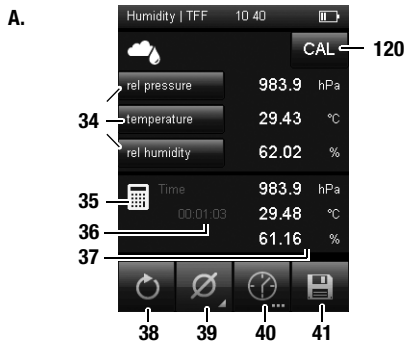 A.
Humidity | TFF 10 40
CAL
120
rel pressure 983.9 hPa
34
temperature 29.43 °C
rel humidity 62.02 %
35
Time 983.9 hPa
36
00:01:03 29.48 °C
37
61.16 %
38 39 40 41